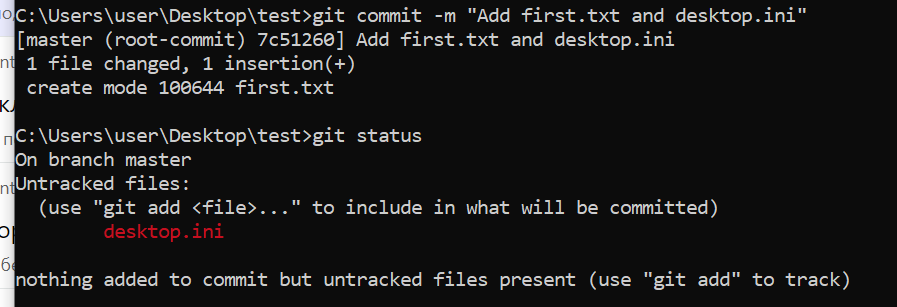 C:\Users\user\Desktop\test>git commit -m "Add first.txt and desktop.ini"
[master (root-commit) 7c51260] Add first.txt and desktop.ini
 1 file changed, 1 insertion(+)
 create mode 100644 first.txt

C:\Users\user\Desktop\test>git status
On branch master
Untracked files:
  (use "git add <file>..." to include in what will be committed)
        desktop.ini

nothing added to commit but untracked files present (use "git add" to track)